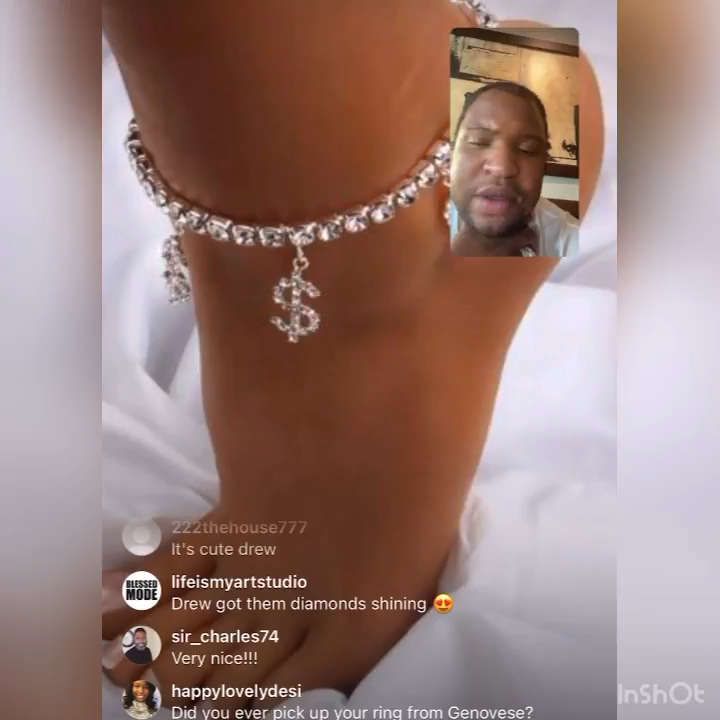 222thehouse777
It's cute drew
BLESSED
MODE
lifeismyartstudio
Drew got them diamonds shining 😍
sir_charles74
Very nice!!!
happylovelydesi
Did you ever pick up your ring from Genovese?
InShOt